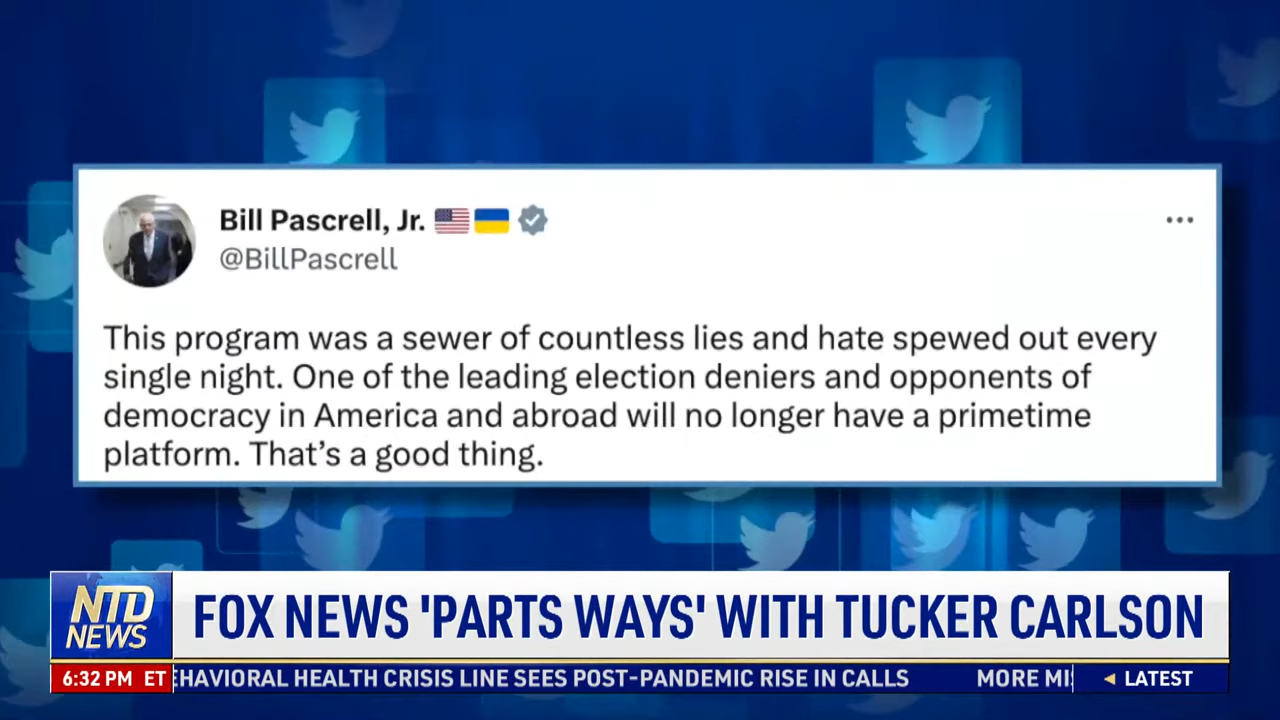 Bill Pascrell, Jr.
@BillPascrell
This program was a sewer of countless lies and hate spewed out every
single night. One of the leading election deniers and opponents of
democracy in America and abroad will no longer have a primetime
platform. That’s a good thing.
NTD
NEWS
FOX NEWS 'PARTS WAYS' WITH TUCKER CARLSON
6:32 PM ET
EHAVIORAL HEALTH CRISIS LINE SEES POST-PANDEMIC RISE IN CALLS MORE MI
LATEST